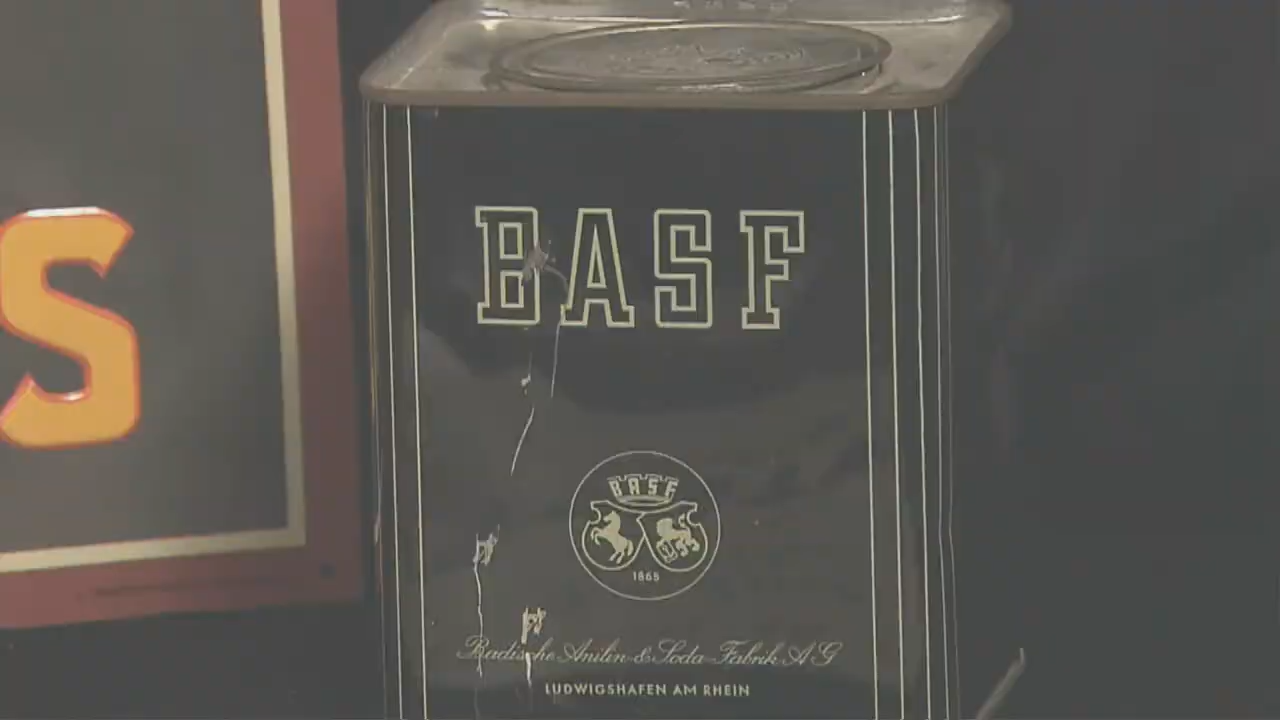 S
BASF
BASF
1865
Badische Anilin & Soda-Fabrik AG
LUDWIGSHAFEN AM RHEIN